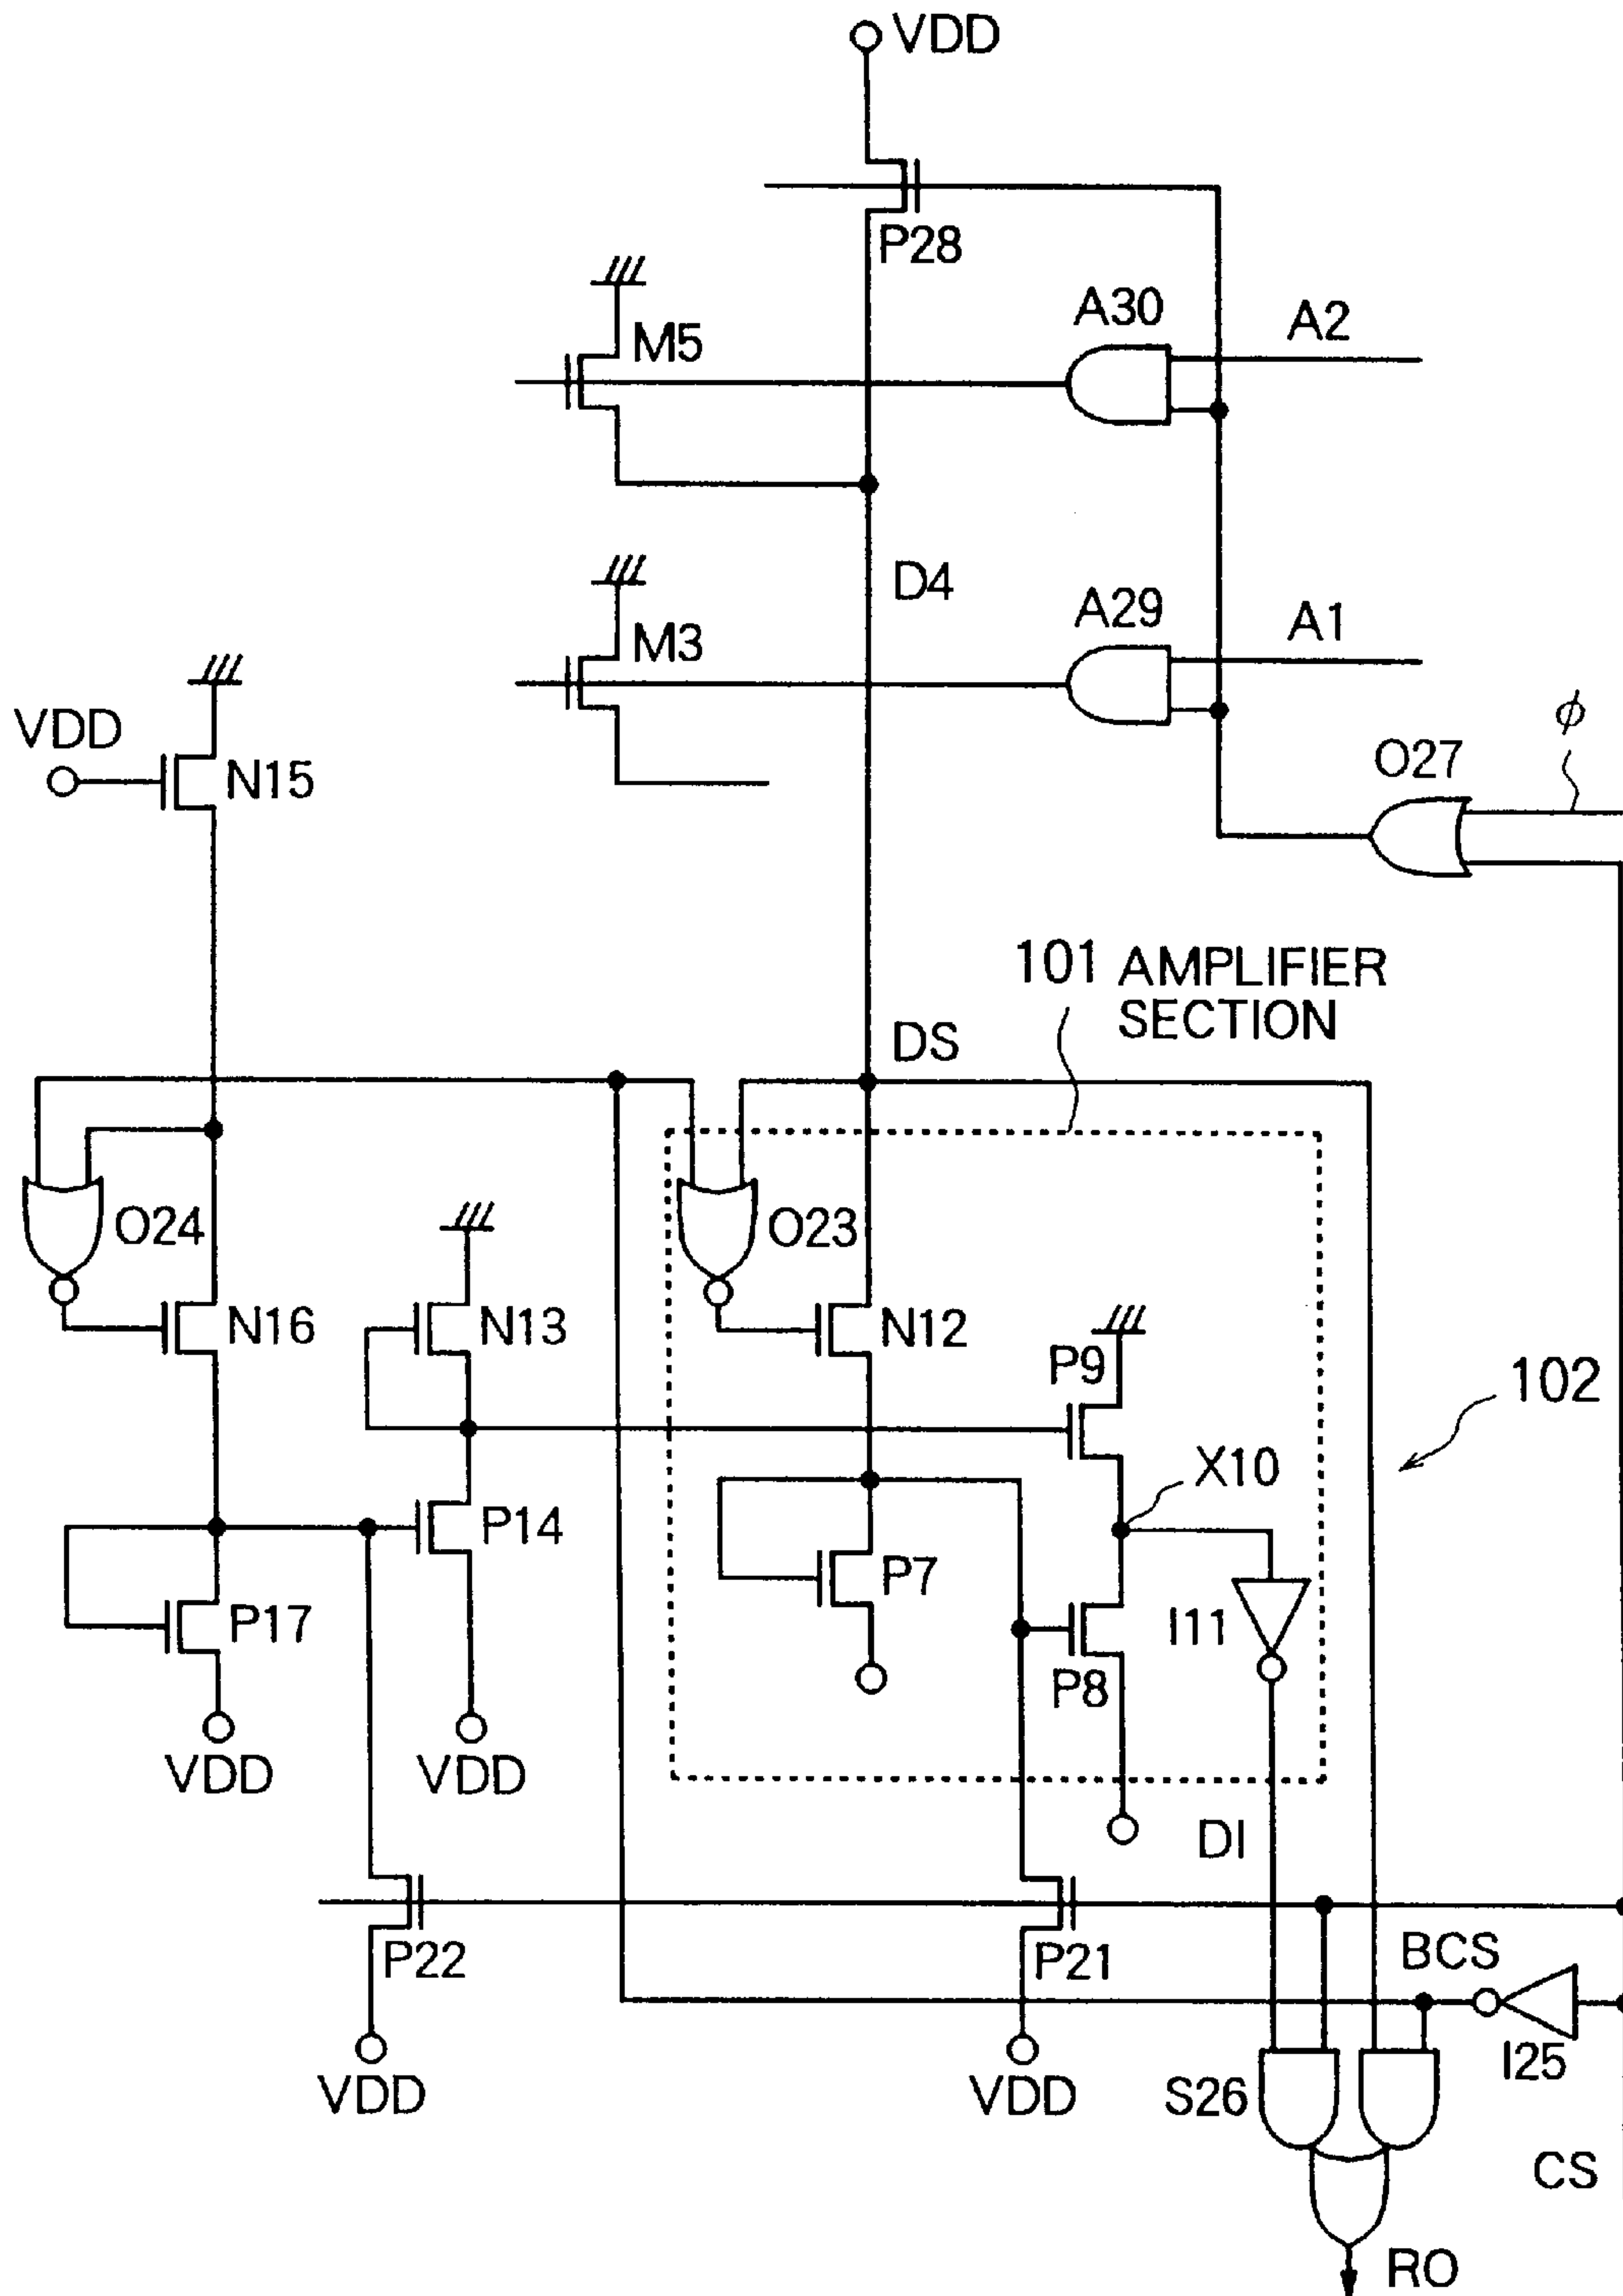 VDD
P28
A30
A2
M5
D4
A29
A1
M3
VDD
N15
φ
O27
101 AMPLIFIER
SECTION
DS
O24
O23
N16
N13
N12
P9
102
X10
P14
P7
P17
I11
P8
VDD
VDD
DI
P22
P21
BCS
I25
VDD
VDD
S26
CS
RO